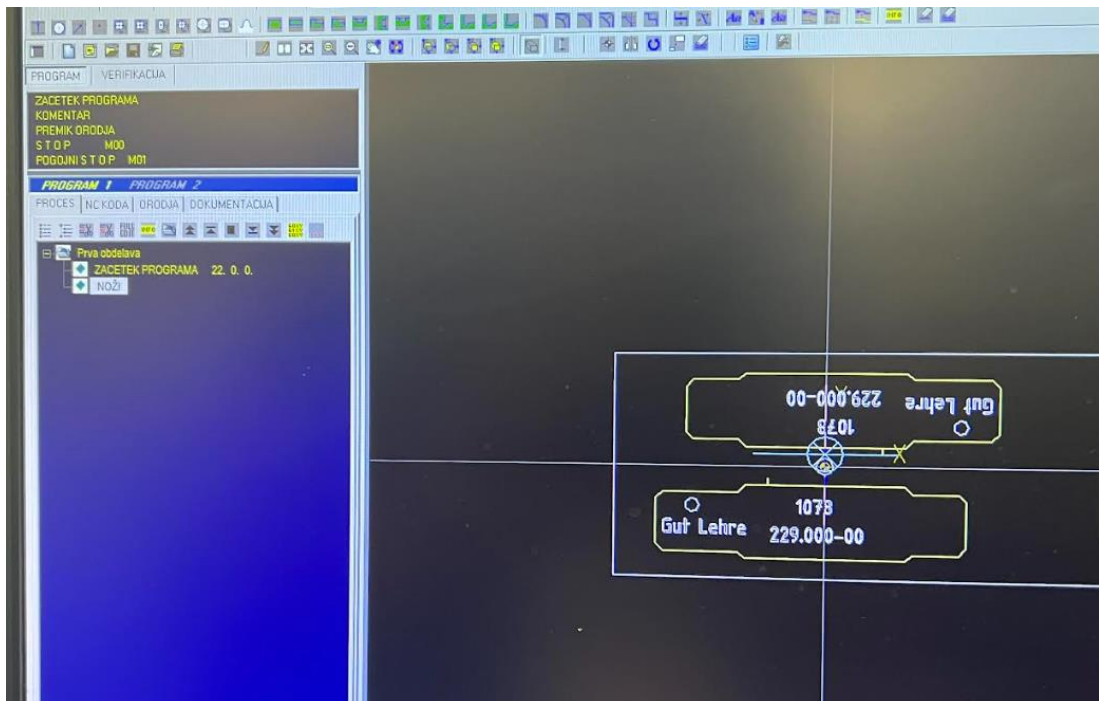 PROGRAM VERIFIKACIJA
ZACETEK PROGRAMA
KOMENTAR
PREMIK ORODJA
S T O P M00
POGOJNI S T O P M01
PROGRAM 1 PROGRAM 2
PROCES NC KODA ORODJA DOKUMENTACIJA
INFO
Prva obdelava
ZACETEK PROGRAMA 22. 0. 0.
NOŽI
229.000-00 Gut Lehre
1078
1078
Gut Lehre 229.000-00